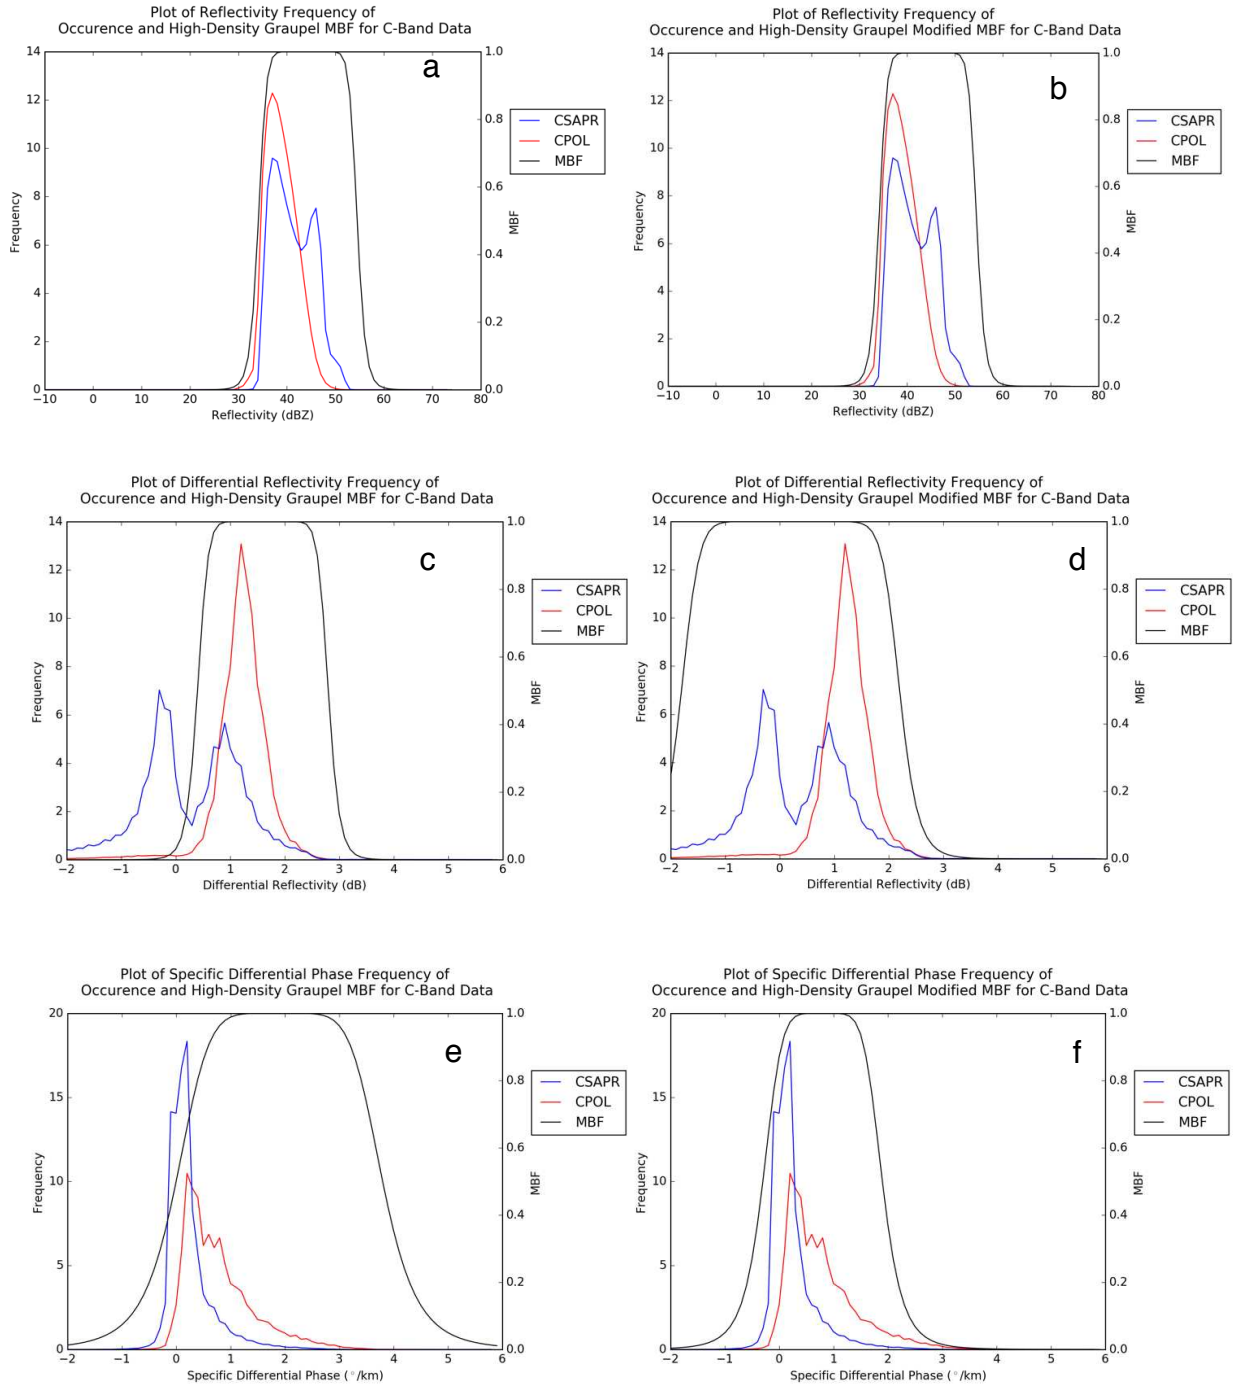 Plot of Reflectivity Frequency of
Occurence and High-Density Graupel MBF for C-Band Data
a
14
12
10
8
6
4
2
0
Frequency
1.0
0.8
0.6
0.4
0.2
0.0
MBF
CSAPR
CPOL
MBF
−10 0 10 20 30 40 50 60 70 80
Reflectivity (dBZ)
Plot of Reflectivity Frequency of
Occurence and High-Density Graupel Modified MBF for C-Band Data
b
14
12
10
8
6
4
2
0
Frequency
1.0
0.8
0.6
0.4
0.2
0.0
MBF
CSAPR
CPOL
MBF
−10 0 10 20 30 40 50 60 70 80
Reflectivity (dBZ)
Plot of Differential Reflectivity Frequency of
Occurence and High-Density Graupel MBF for C-Band Data
c
14
12
10
8
6
4
2
0
Frequency
1.0
0.8
0.6
0.4
0.2
0.0
MBF
CSAPR
CPOL
MBF
−2 −1 0 1 2 3 4 5 6
Differential Reflectivity (dB)
Plot of Differential Reflectivity Frequency of
Occurence and High-Density Graupel Modified MBF for C-Band Data
d
14
12
10
8
6
4
2
0
Frequency
1.0
0.8
0.6
0.4
0.2
0.0
MBF
CSAPR
CPOL
MBF
−2 −1 0 1 2 3 4 5 6
Differential Reflectivity (dB)
Plot of Specific Differential Phase Frequency of
Occurence and High-Density Graupel MBF for C-Band Data
e
20
15
10
5
0
Frequency
1.0
0.8
0.6
0.4
0.2
0.0
MBF
CSAPR
CPOL
MBF
−2 −1 0 1 2 3 4 5 6
Specific Differential Phase (°/km)
Plot of Specific Differential Phase Frequency of
Occurence and High-Density Graupel Modified MBF for C-Band Data
f
20
15
10
5
0
Frequency
1.0
0.8
0.6
0.4
0.2
0.0
MBF
CSAPR
CPOL
MBF
−2 −1 0 1 2 3 4 5 6
Specific Differential Phase (°/km)